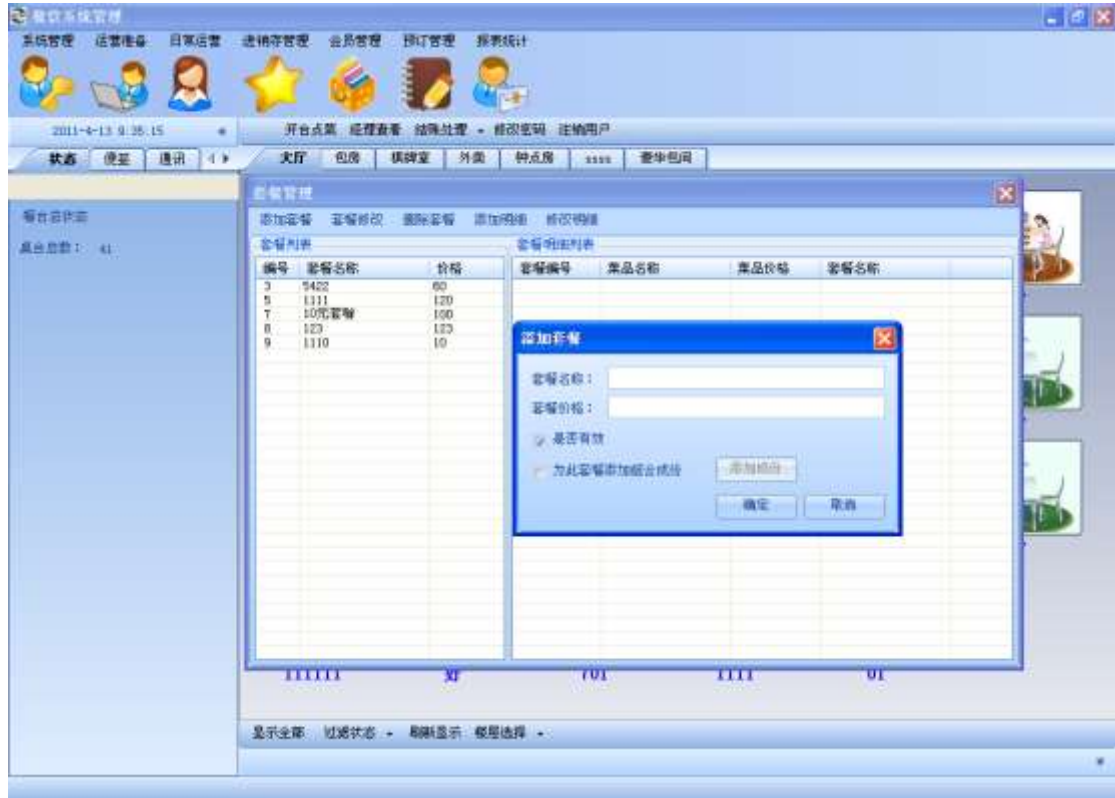 餐饮系统管理
系统管理 运营准备 日常运营 进销存管理 会员管理 预订管理 报表统计
2011-4-13 9:35:15
开台点菜 经理查看 结账处理 修改密码 注销用户
状态 便签 通讯
大厅 包房 棋牌室 外卖 钟点房 ssss 豪华包间
套餐管理
添加套餐 套餐修改 删除套餐 添加明细 修改明细
餐台总状态
桌台总数: 41
套餐列表
套餐明细列表
编号 套餐名称 价格
套餐编号 菜品名称 菜品价格 套餐名称
3 5422 60
5 1111 120
7 10元套餐 100
8 123 123
9 1110 10
添加套餐
套餐名称:
套餐价格:
是否有效
为此套餐添加组合成份 添加成份
确定 取消
111111 好 701 1111 01
显示全部 过滤状态 刷新显示 楼层选择